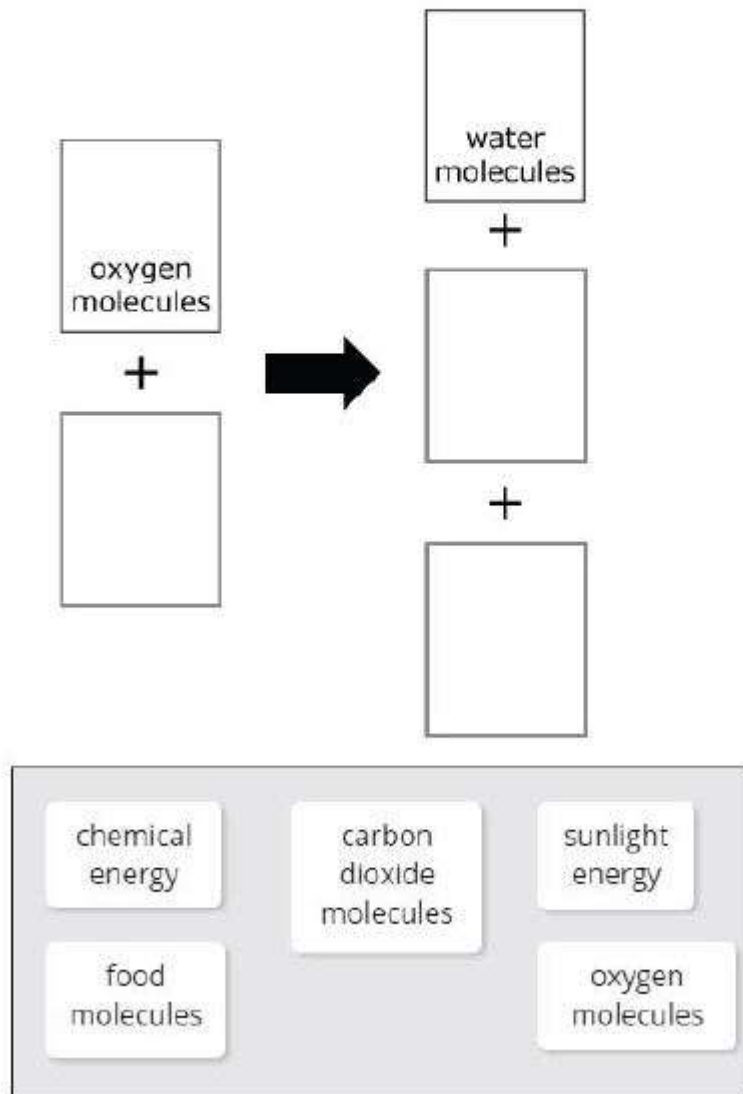 water
molecules
+
oxygen
molecules
+
+
chemical
energy
carbon
dioxide
molecules
sunlight
energy
food
molecules
oxygen
molecules